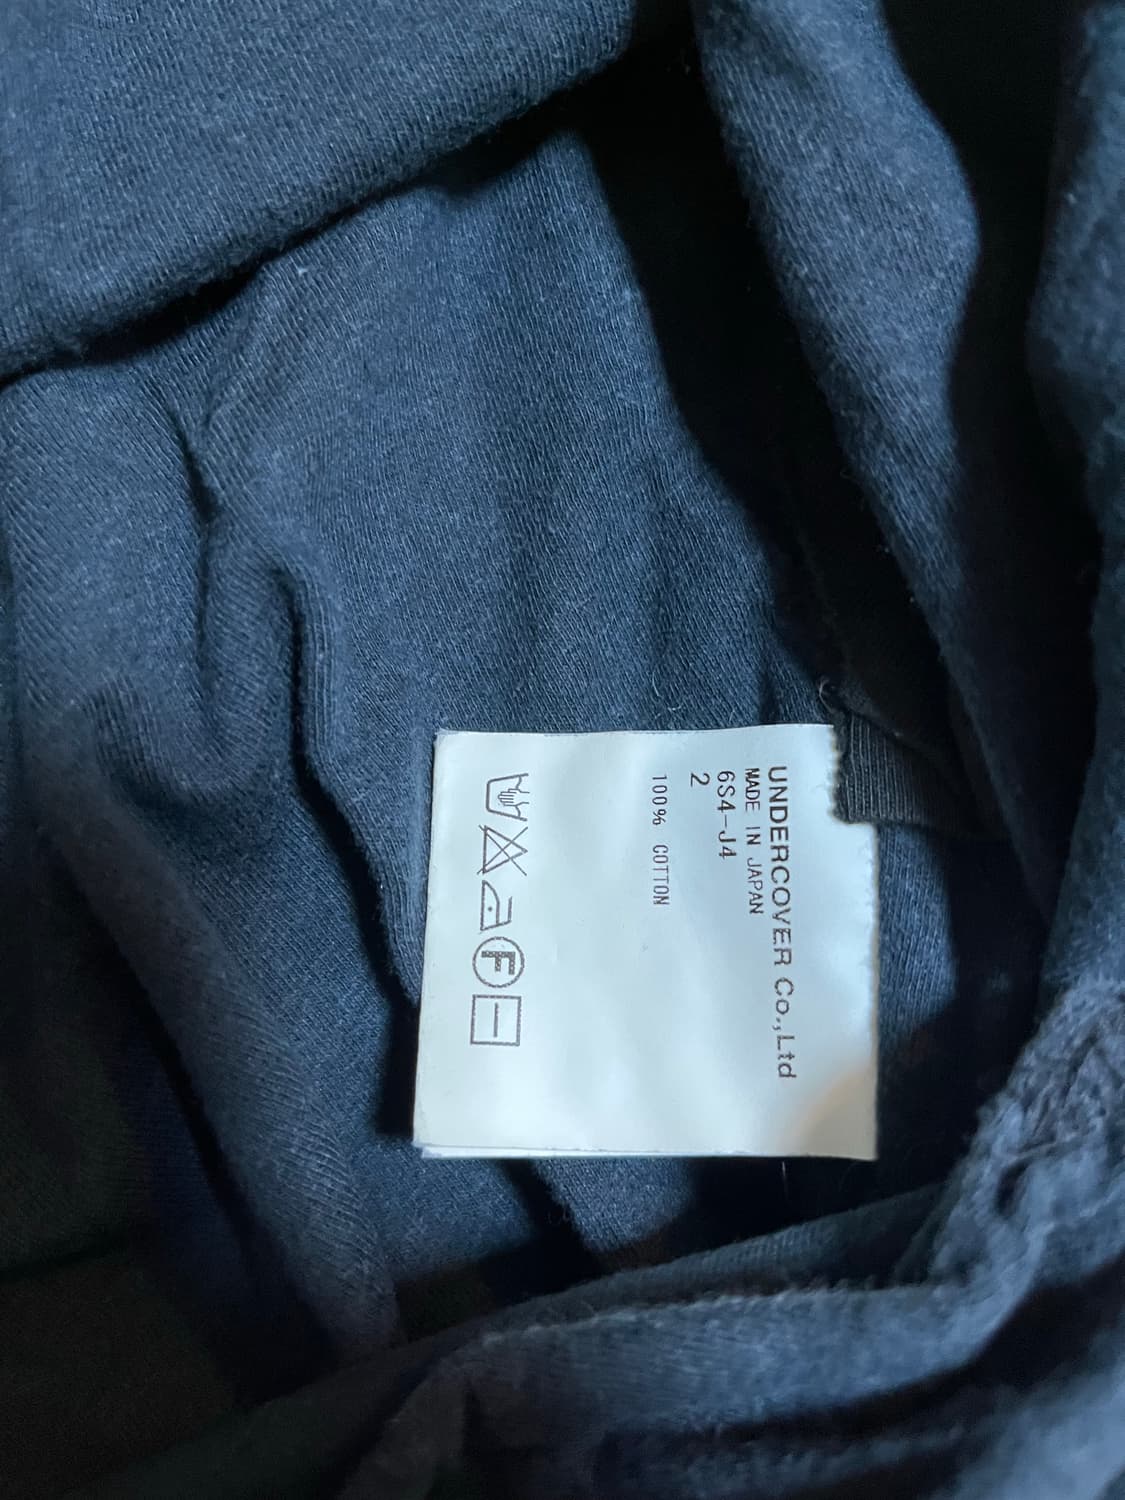 UNDERCOVER Co.,Ltd
MADE IN JAPAN
6S4-J4
2
100% COTTON
F